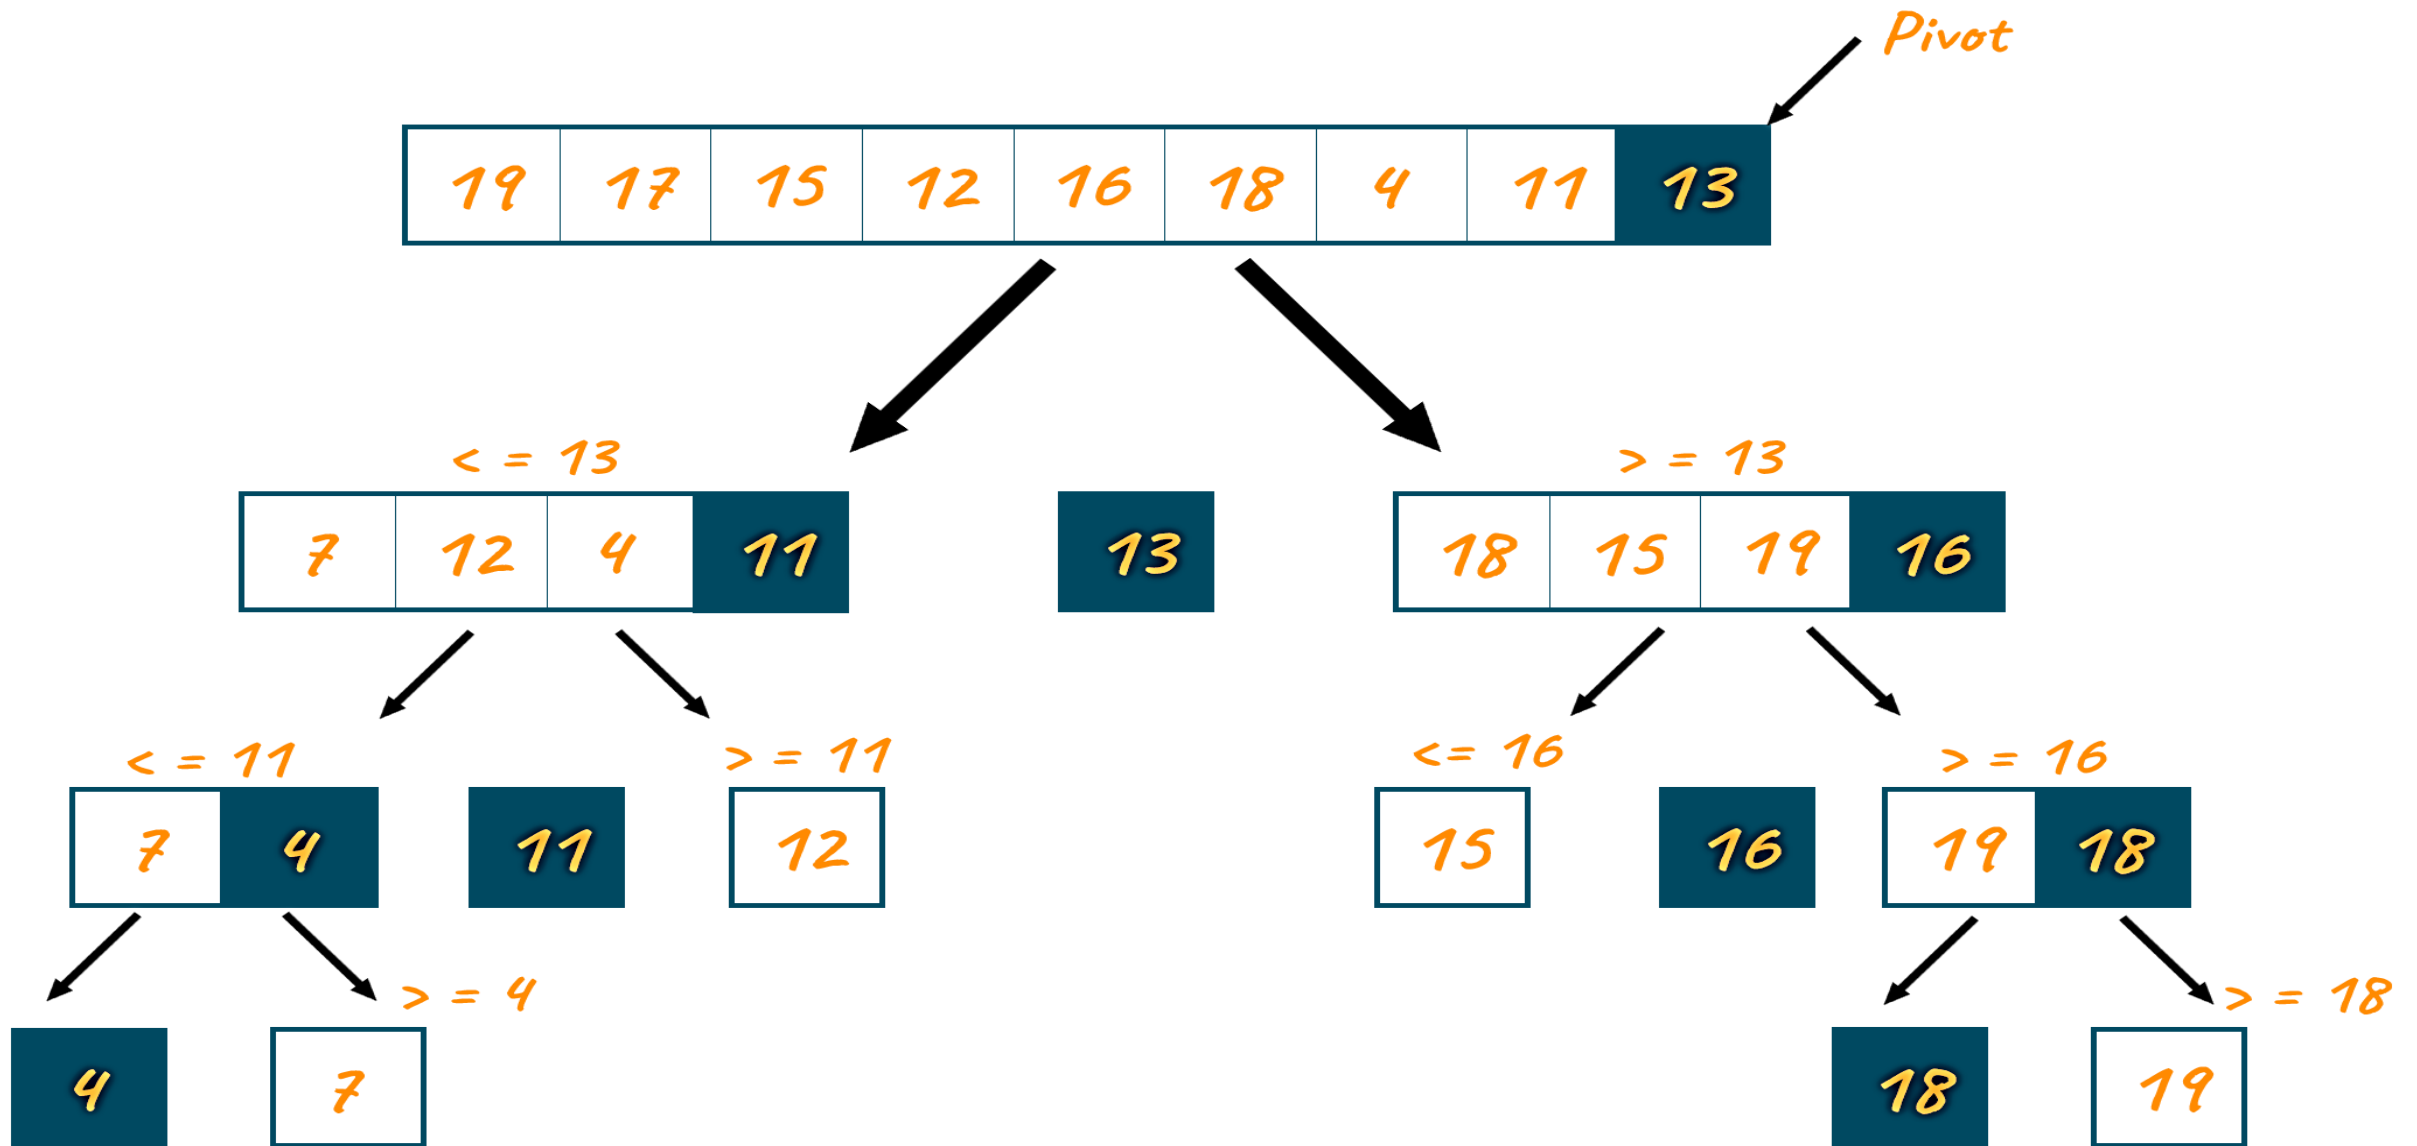 Pivot
19 17 15 12 16 18 4 11 13
< = 13 > = 13
7 12 4 11 13 18 15 19 16
< = 11 > = 11 <= 16 > = 16
7 4 11 12 15 16 19 18
> = 4 > = 18
4 7 18 19